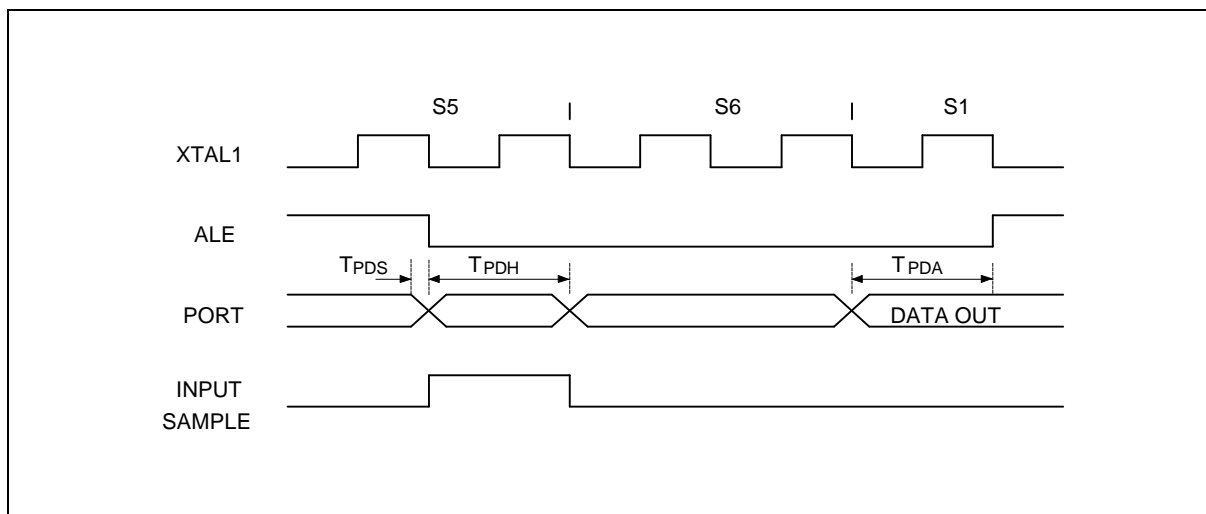 S5 | S6 | S1
XTAL1
ALE
TPDS TPDH TPDA
PORT DATA OUT
INPUT
SAMPLE